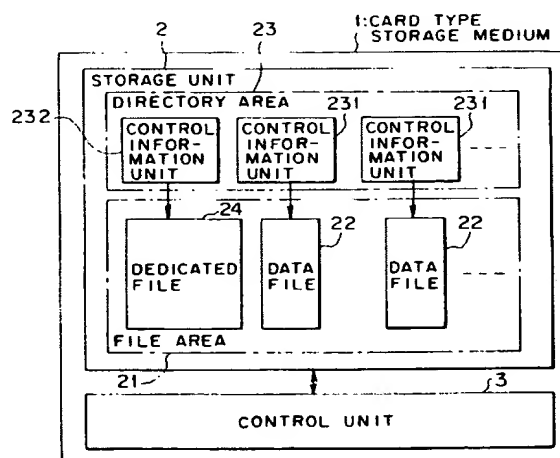 1:CARD TYPE
STORAGE MEDIUM
2
23
STORAGE UNIT
DIRECTORY AREA
232
CONTROL
INFOR-
MATION
UNIT
231
CONTROL
INFOR-
MATION
UNIT
231
CONTROL
INFOR-
MATION
UNIT
24
DEDICATED
FILE
22
DATA
FILE
22
DATA
FILE
FILE AREA
21
3
CONTROL UNIT